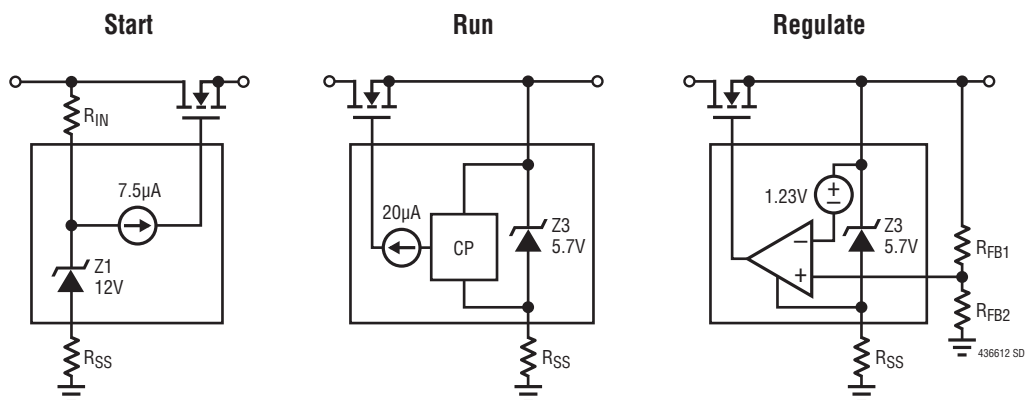 Start
Run
Regulate
RIN
7.5µA
Z1
12V
RSS
20µA
CP
Z3
5.7V
RSS
1.23V
+
–
–
+
Z3
5.7V
RFB1
RFB2
RSS
436612 SD